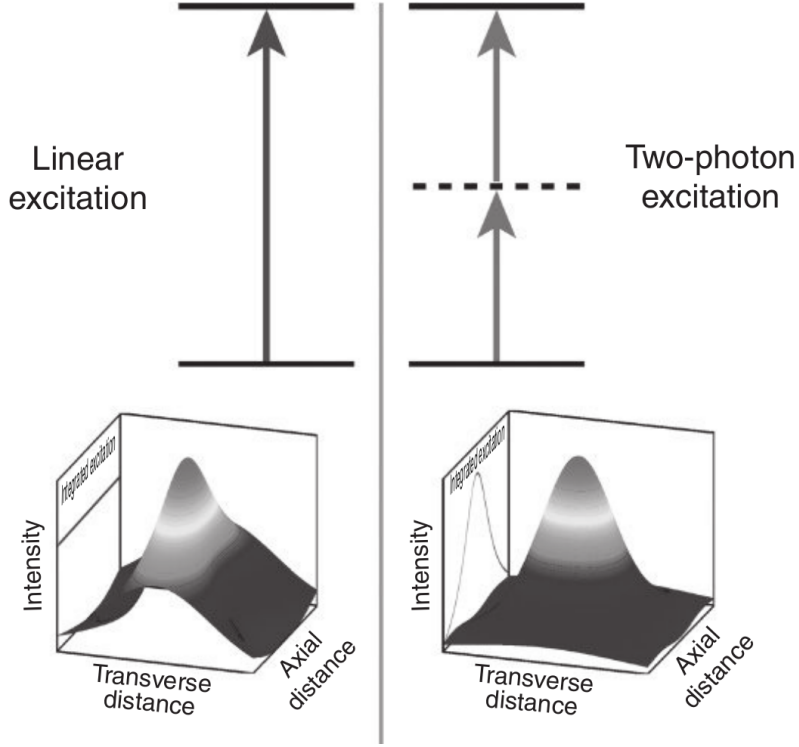 Linear
excitation
Two-photon
excitation
Integrated excitation
Intensity
Transverse
distance
Axial
distance
Integrated excitation
Intensity
Transverse
distance
Axial
distance